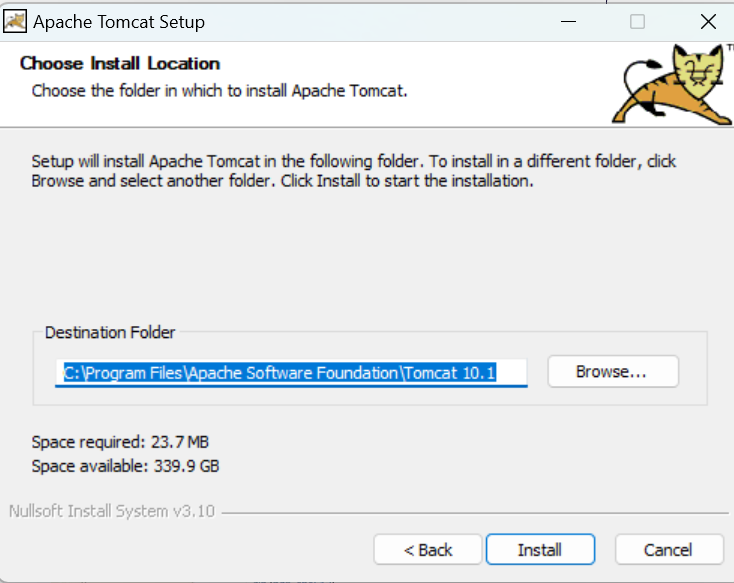 Apache Tomcat Setup
Choose Install Location
Choose the folder in which to install Apache Tomcat.
TM
Setup will install Apache Tomcat in the following folder. To install in a different folder, click
Browse and select another folder. Click Install to start the installation.
Destination Folder
C:\Program Files\Apache Software Foundation\Tomcat 10.1
Browse...
Space required: 23.7 MB
Space available: 339.9 GB
Nullsoft Install System v3.10
< Back
Install
Cancel